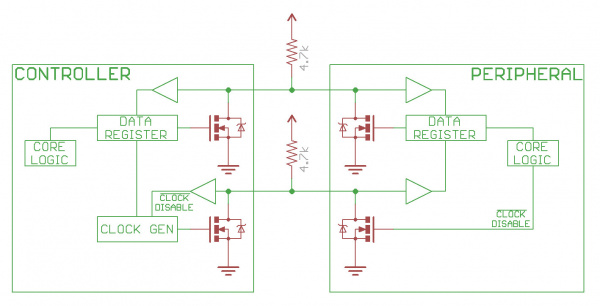 4.7k
CONTROLLER
PERIPHERAL
DATA
REGISTER
DATA
REGISTER
CORE
LOGIC
4.7k
CORE
LOGIC
CLOCK
DISABLE
CLOCK
DISABLE
CLOCK GEN